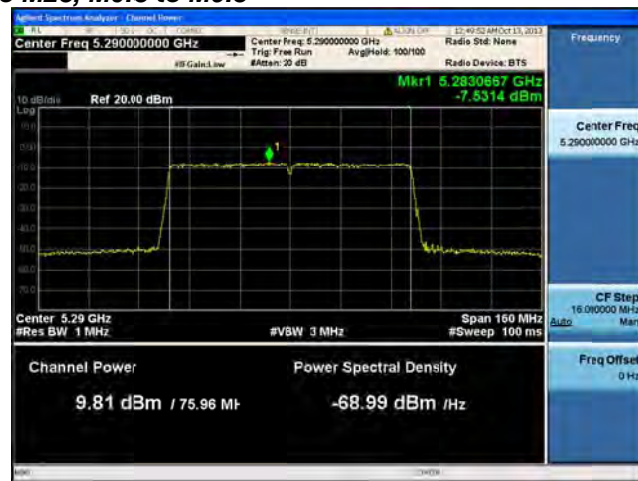 Agilent Spectrum Analyzer - Channel Power
RL
12:49:52 AM Oct 13, 2013
Center Freq 5.290000000 GHz
Center Freq: 5.290000000 GHz
Radio Std: None
Trig: Free Run
Avg|Hold: 100/100
#IFGain:Low
#Atten: 20 dB
Radio Device: BTS
Frequency
Mkr1 5.2830667 GHz
-7.5314 dBm
10 dB/div
Ref 20.00 dBm
Log
1
Center Freq
5.290000000 GHz
Center 5.29 GHz
Span 160 MHz
#Res BW 1 MHz
#VBW 3 MHz
#Sweep 100 ms
CF Step
16.000000 MHz
Auto
Man
Channel Power
Power Spectral Density
9.81 dBm / 75.96 MH
-68.99 dBm /Hz
Freq Offset
0 Hz
MSG